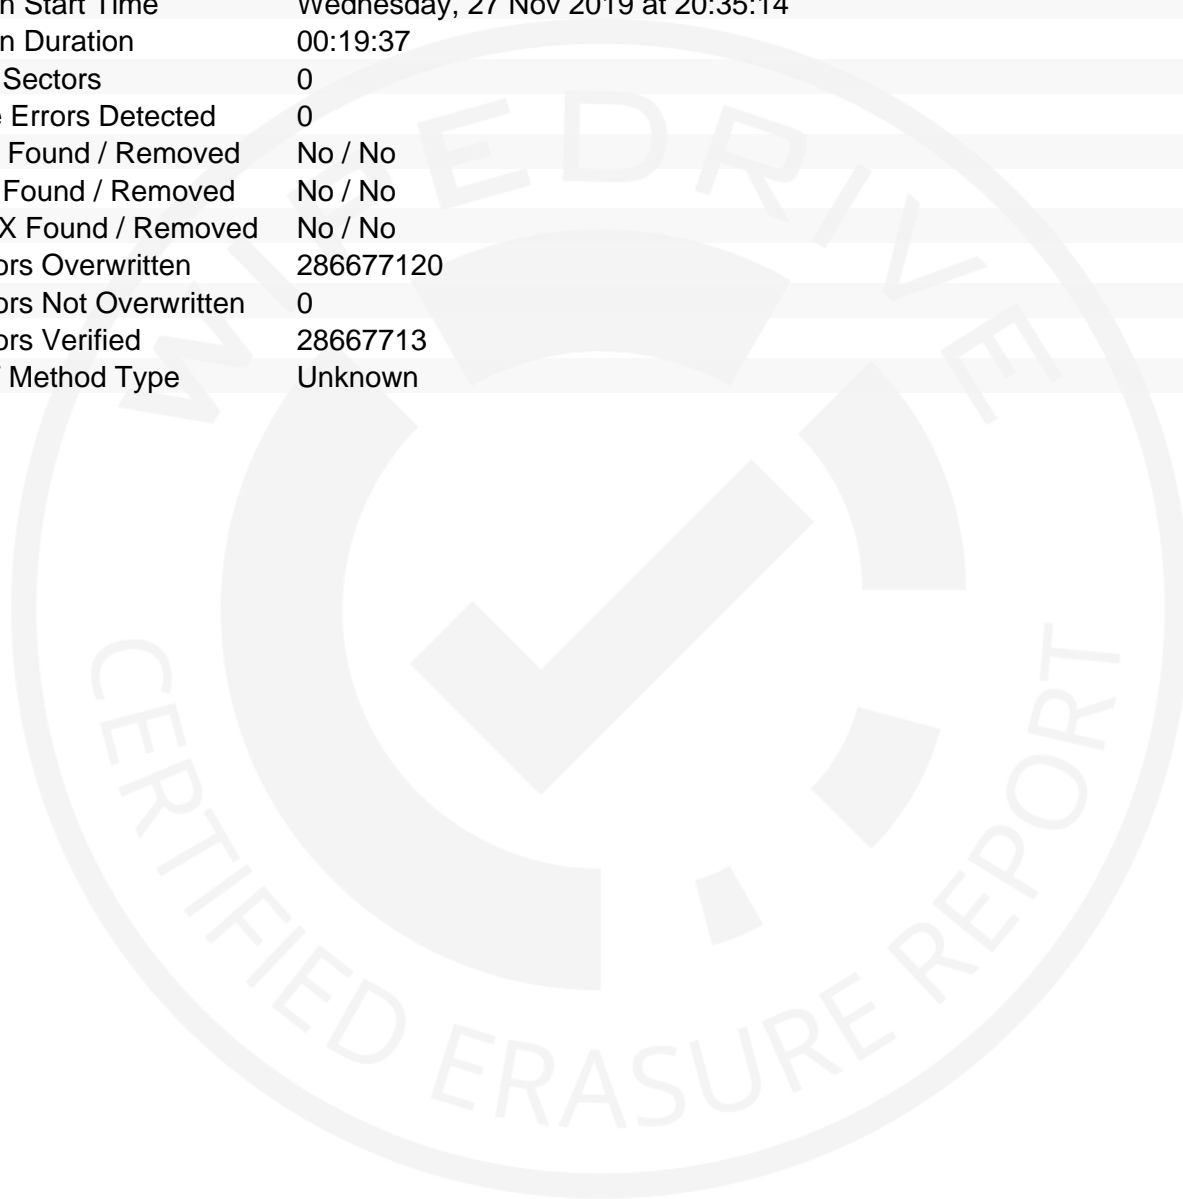 n Start Time Wednesday, 27 Nov 2019 at 20:35:14
n Duration 00:19:37
Sectors 0
e Errors Detected 0
Found / Removed No / No
Found / Removed No / No
X Found / Removed No / No
ors Overwritten 286677120
ors Not Overwritten 0
ors Verified 28667713
Method Type Unknown
WIPEDRIVE
CERTIFIED ERASURE REPORT